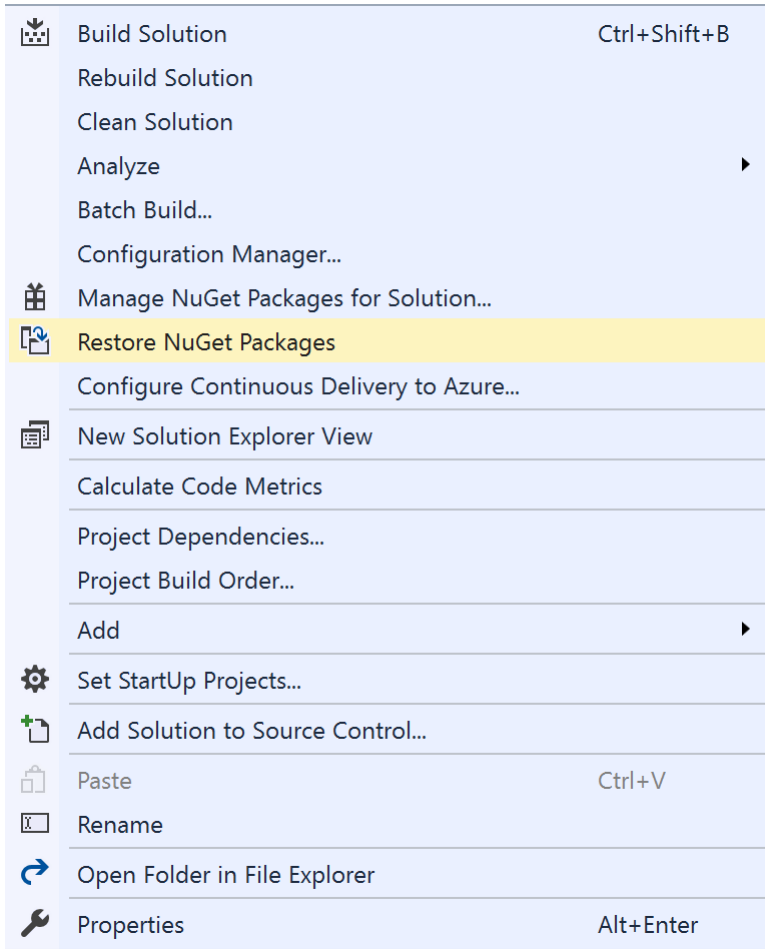 Build Solution Ctrl+Shift+B
Rebuild Solution
Clean Solution
Analyze
Batch Build...
Configuration Manager...
Manage NuGet Packages for Solution...
Restore NuGet Packages
Configure Continuous Delivery to Azure...
New Solution Explorer View
Calculate Code Metrics
Project Dependencies...
Project Build Order...
Add
Set StartUp Projects...
Add Solution to Source Control...
Paste Ctrl+V
Rename
Open Folder in File Explorer
Properties Alt+Enter